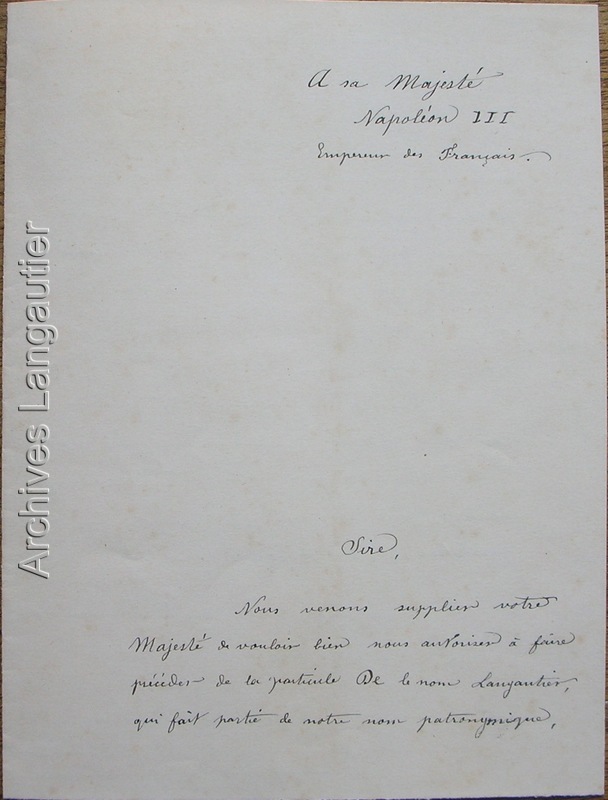 A sa Majesté
Napoléon III
Empereur des Français.
Sire,
Nous venons supplier votre
Majesté de vouloir bien nous autoriser à faire
précéder de la particule De le nom Langautier,
qui fait partie de notre nom patronymique,
Archives Langautier